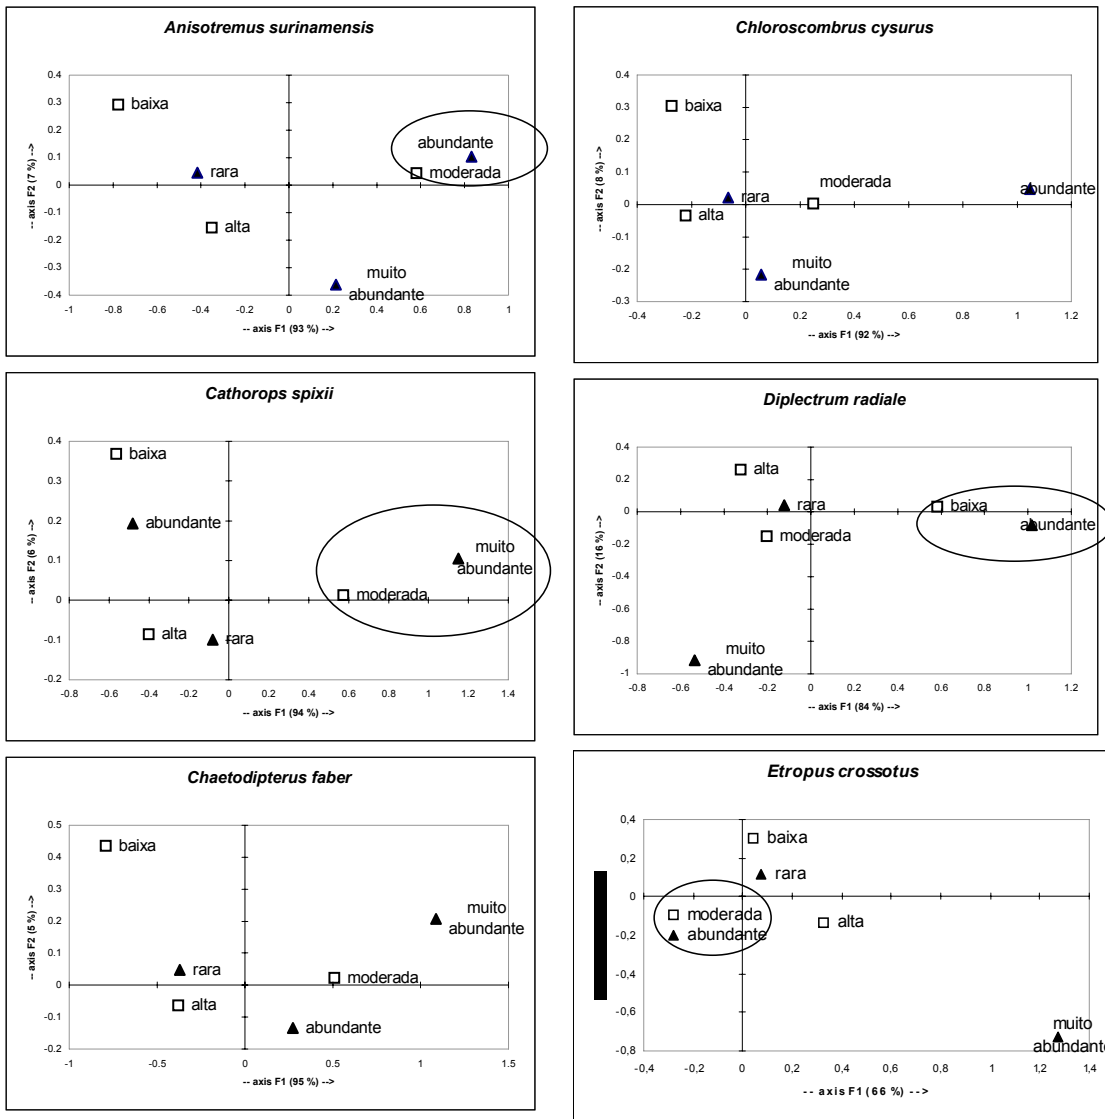 Anisotremus surinamensis
0.4
0.3
0.2
0.1
0
-0.1
-0.2
-0.3
-0.4
-1
-0.8
-0.6
-0.4
-0.2
0
0.2
0.4
0.6
0.8
1
-- axis F2 (7 %) -->
-- axis F1 (93 %) -->
baixa
rara
alta
abundante
moderada
muito
abundante
Chloroscombrus cysurus
0.4
0.3
0.2
0.1
0
-0.1
-0.2
-0.3
-0.4
-0.2
0
0.2
0.4
0.6
0.8
1
1.2
-- axis F2 (8 %) -->
-- axis F1 (92 %) -->
baixa
rara
alta
moderada
abundante
muito
abundante
Cathorops spixii
0.4
0.3
0.2
0.1
0
-0.1
-0.2
-0.8
-0.6
-0.4
-0.2
0
0.2
0.4
0.6
0.8
1
1.2
1.4
-- axis F2 (6 %) -->
-- axis F1 (94 %) -->
baixa
abundante
alta
rara
muito
abundante
moderada
Diplectrum radiale
0.4
0.2
0
-0.2
-0.4
-0.6
-0.8
-1
-0.8
-0.6
-0.4
-0.2
0
0.2
0.4
0.6
0.8
1
1.2
-- axis F2 (16 %) -->
-- axis F1 (84 %) -->
alta
rara
moderada
baixa
abundante
muito
abundante
Chaetodipterus faber
0.5
0.4
0.3
0.2
0.1
0
-0.1
-0.2
-1
-0.5
0
0.5
1
1.5
-- axis F2 (5 %) -->
-- axis F1 (95 %) -->
baixa
rara
alta
muito
abundante
moderada
abundante
Etropus crossotus
0,4
0,2
0
-0,2
-0,4
-0,6
-0,8
-0,4
-0,2
0
0,2
0,4
0,6
0,8
1
1,2
1,4
-- axis F1 (66 %) -->
baixa
rara
moderada
abundante
alta
muito
abundante